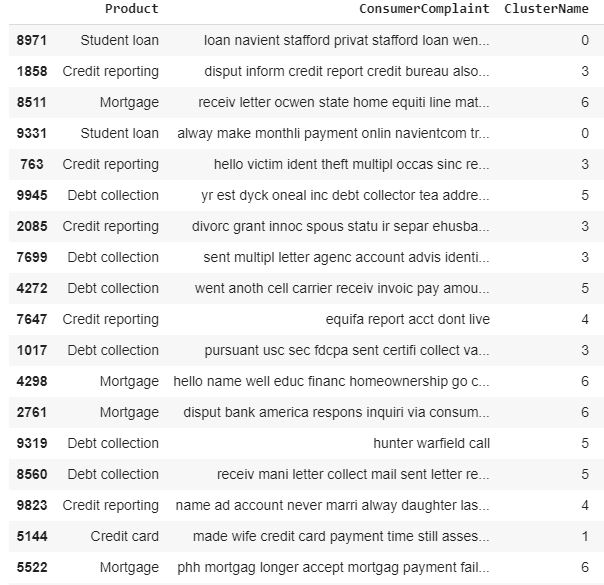 Product ConsumerComplaint ClusterName
8971 Student loan loan navient stafford privat stafford loan wen... 0
1858 Credit reporting disput inform credit report credit bureau also... 3
8511 Mortgage receiv letter ocwen state home equiti line mat... 6
9331 Student loan alway make monthli payment onlin navientcom tr... 0
763 Credit reporting hello victim ident theft multipl occas sinc re... 3
9945 Debt collection yr est dyck oneal inc debt collector tea addre... 5
2085 Credit reporting divorc grant innoc spous statu ir separ ehusba... 3
7699 Debt collection sent multipl letter agenc account advis identi... 3
4272 Debt collection went anoth cell carrier receiv invoic pay amou... 5
7647 Credit reporting equifa report acct dont live 4
1017 Debt collection pursuant usc sec fdcpa sent certifi collect va... 3
4298 Mortgage hello name well educ financ homeownership go c... 6
2761 Mortgage disput bank america respons inquiri via consum... 6
9319 Debt collection hunter warfield call 5
8560 Debt collection receiv mani letter collect mail sent letter re... 5
9823 Credit reporting name ad account never marri alway daughter las... 4
5144 Credit card made wife credit card payment time still asses... 1
5522 Mortgage phh mortgag longer accept mortgag payment fail... 6